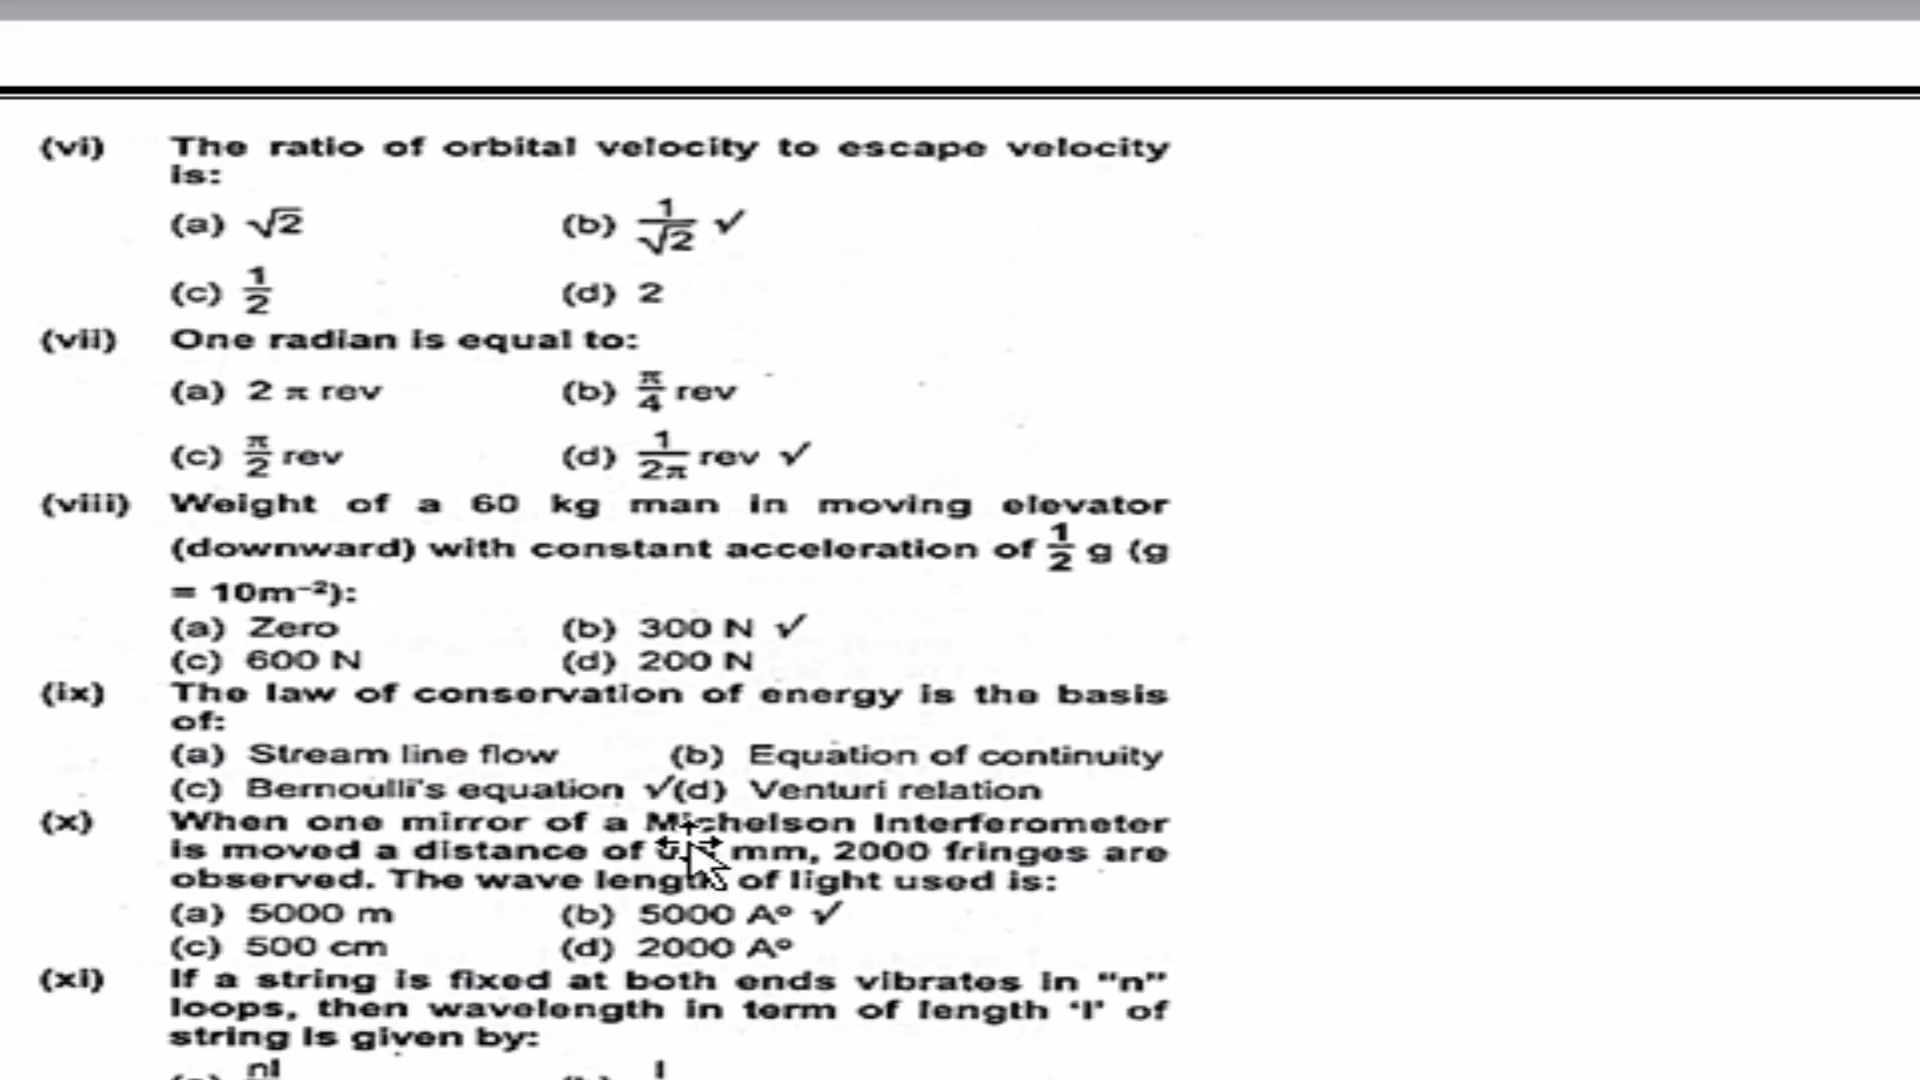 (vi) The ratio of orbital velocity to escape velocity
is:
(a) √2 (b) 1/√2 ✓
(c) 1/2 (d) 2
(vii) One radian is equal to:
(a) 2 π rev (b) π/4 rev
(c) π/2 rev (d) 1/2π rev ✓
(viii) Weight of a 60 kg man in moving elevator
(downward) with constant acceleration of 1/2 g (g
= 10m⁻²):
(a) Zero (b) 300 N ✓
(c) 600 N (d) 200 N
(ix) The law of conservation of energy is the basis
of:
(a) Stream line flow (b) Equation of continuity
(c) Bernoulli's equation ✓(d) Venturi relation
(x) When one mirror of a Michelson Interferometer
is moved a distance of mm, 2000 fringes are
observed. The wave length of light used is:
(a) 5000 m (b) 5000 Aº ✓
(c) 500 cm (d) 2000 Aº
(xi) If a string is fixed at both ends vibrates in "n"
loops, then wavelength in term of length 'l' of
string is given by:
nl l